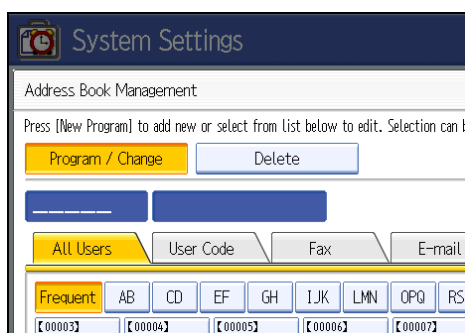 System Settings
Address Book Management
Press [New Program] to add new or select from list below to edit. Selection can
Program / Change Delete
All Users User Code Fax E-mail
Frequent AB CD EF GH IJK LMN OPQ RS
【00003】 【00004】 【00005】 【00006】 【00007】